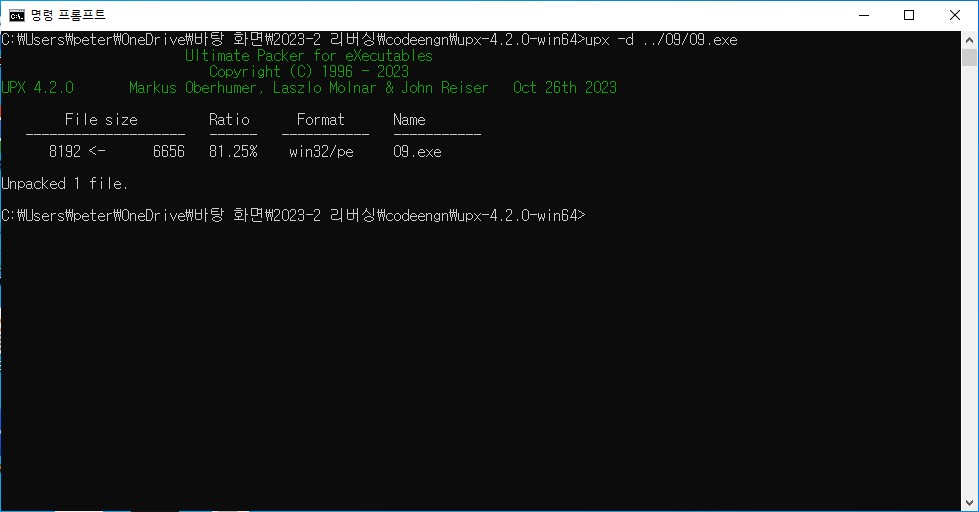 명령 프롬프트
C:₩Users₩peter₩OneDrive₩바탕 화면₩2023-2 리버싱₩codeengn₩upx-4.2.0-win64>upx -d ../09/09.exe
Ultimate Packer for eXecutables
Copyright (C) 1996 - 2023
UPX 4.2.0 Markus Oberhumer, Laszlo Molnar & John Reiser Oct 26th 2023
File size Ratio Format Name
-------------------- ------ ----------- -----------
8192 <- 6656 81.25% win32/pe 09.exe
Unpacked 1 file.
C:₩Users₩peter₩OneDrive₩바탕 화면₩2023-2 리버싱₩codeengn₩upx-4.2.0-win64>